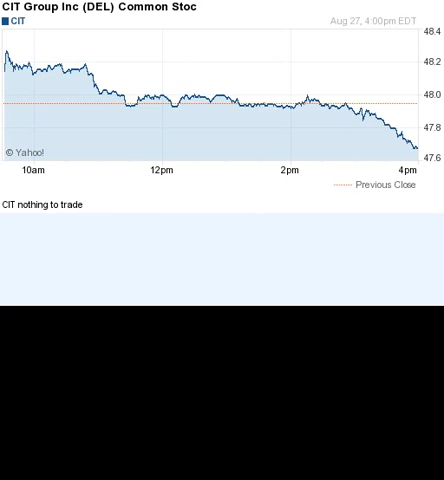 CIT Group Inc (DEL) Common Stoc
CIT
Aug 27, 4:00pm EDT
48.4
48.2
48.0
47.8
47.6
© Yahoo!
10am 12pm 2pm 4pm
Previous Close
CIT nothing to trade